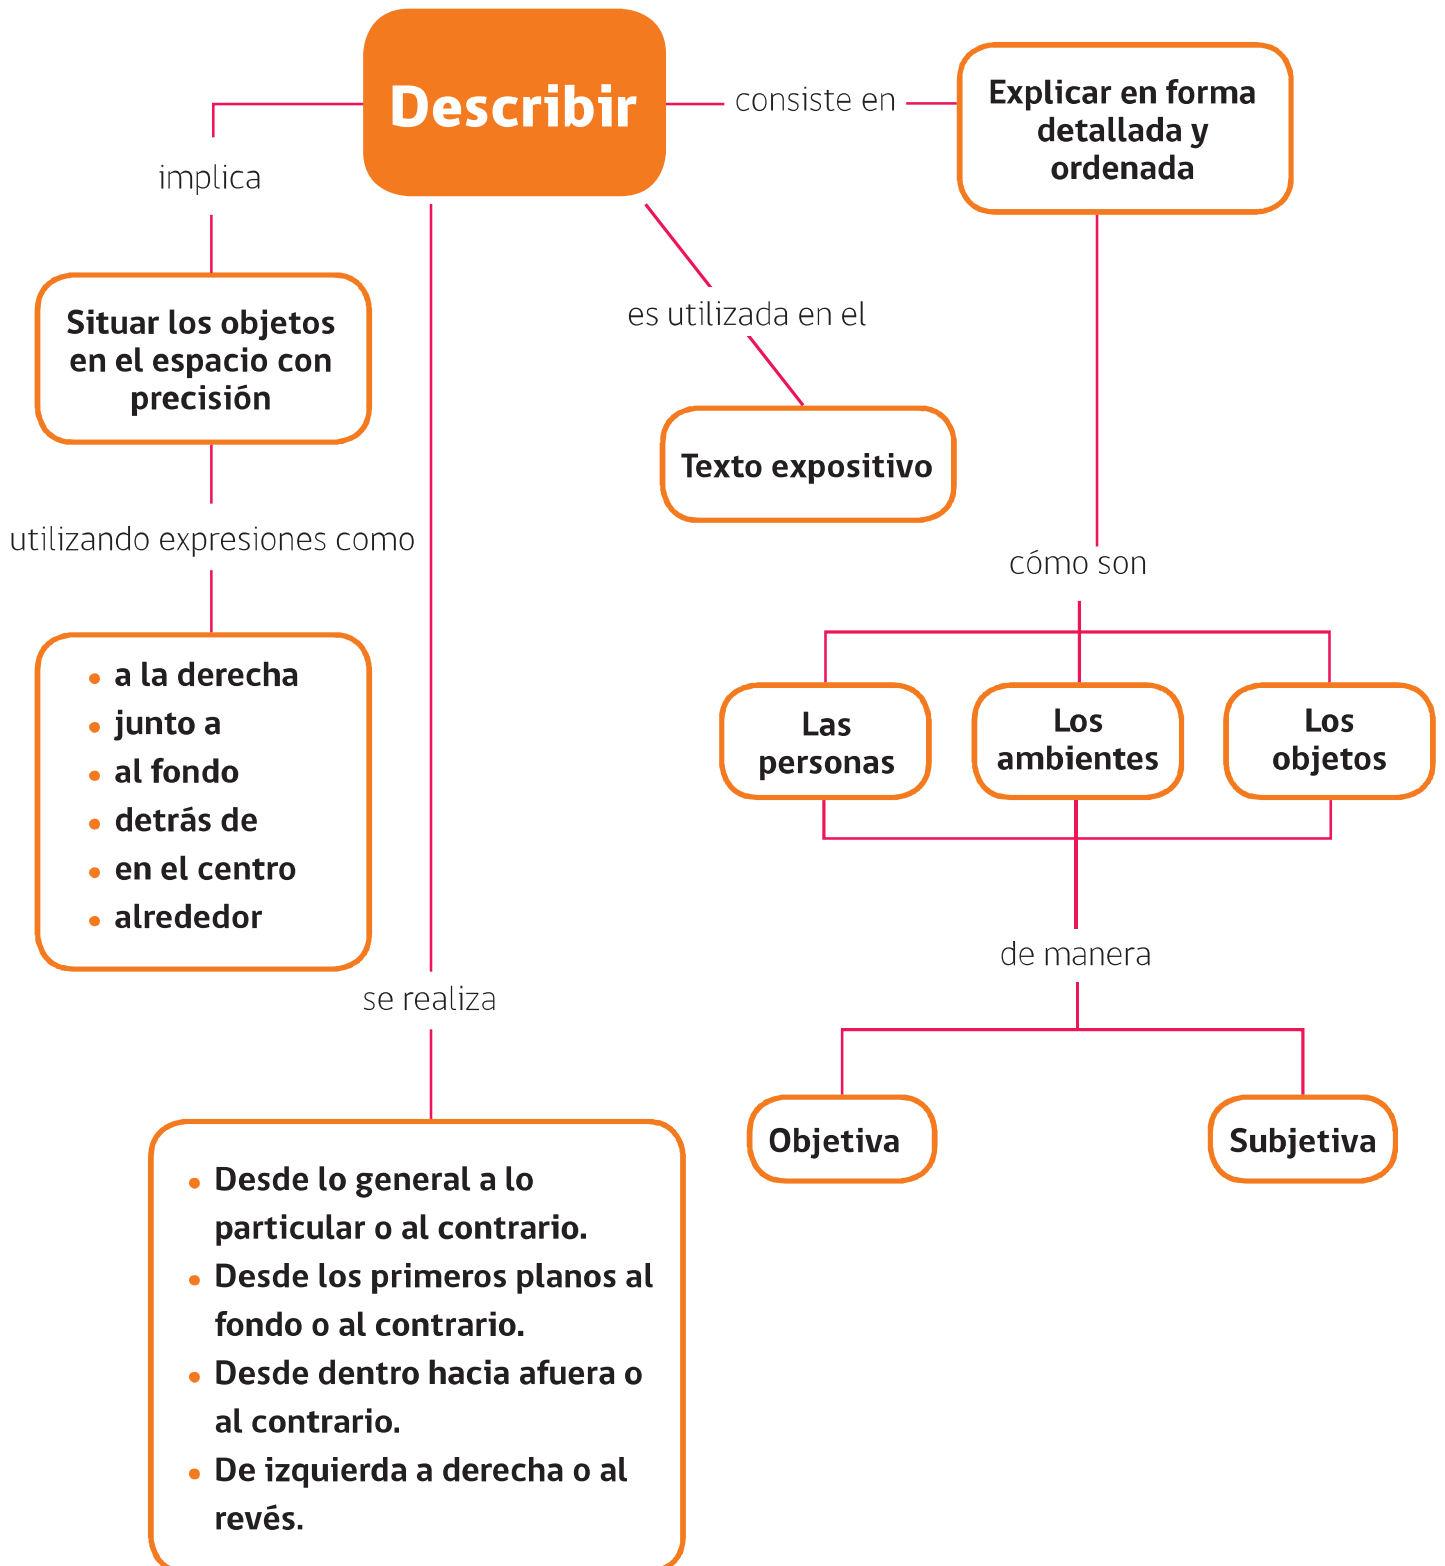 Describir
consiste en
Explicar en forma
detallada y
ordenada
implica
Situar los objetos
en el espacio con
precisión
es utilizada en el
Texto expositivo
utilizando expresiones como
• a la derecha
• junto a
• al fondo
• detrás de
• en el centro
• alrededor
cómo son
Las
personas
Los
ambientes
Los
objetos
de manera
Objetiva
Subjetiva
se realiza
• Desde lo general a lo
particular o al contrario.
• Desde los primeros planos al
fondo o al contrario.
• Desde dentro hacia afuera o
al contrario.
• De izquierda a derecha o al
revés.